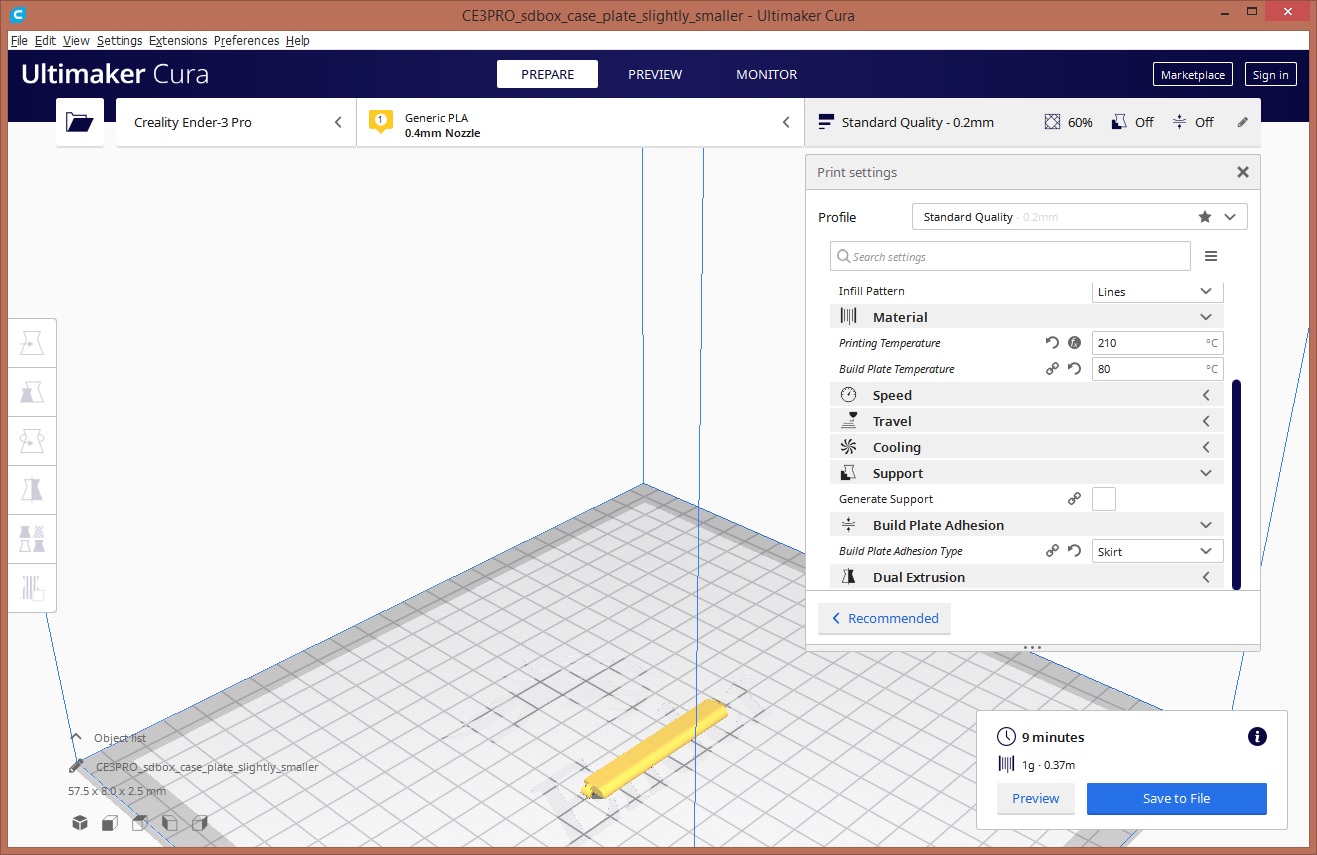 CE3PRO_sdbox_case_plate_slightly_smaller - Ultimaker Cura
File Edit View Settings Extensions Preferences Help
Ultimaker Cura
PREPARE
PREVIEW
MONITOR
Marketplace
Sign in
Creality Ender-3 Pro
1
Generic PLA
0.4mm Nozzle
Standard Quality - 0.2mm
60%
Off
Off
Print settings
Profile
Standard Quality - 0.2mm
Search settings
Infill Pattern
Lines
Material
Printing Temperature
210
°C
Build Plate Temperature
80
°C
Speed
Travel
Cooling
Support
Generate Support
Build Plate Adhesion
Build Plate Adhesion Type
Skirt
Dual Extrusion
Recommended
Object list
CE3PRO_sdbox_case_plate_slightly_smaller
57.5 x 8.0 x 2.5 mm
9 minutes
1g · 0.37m
Preview
Save to File